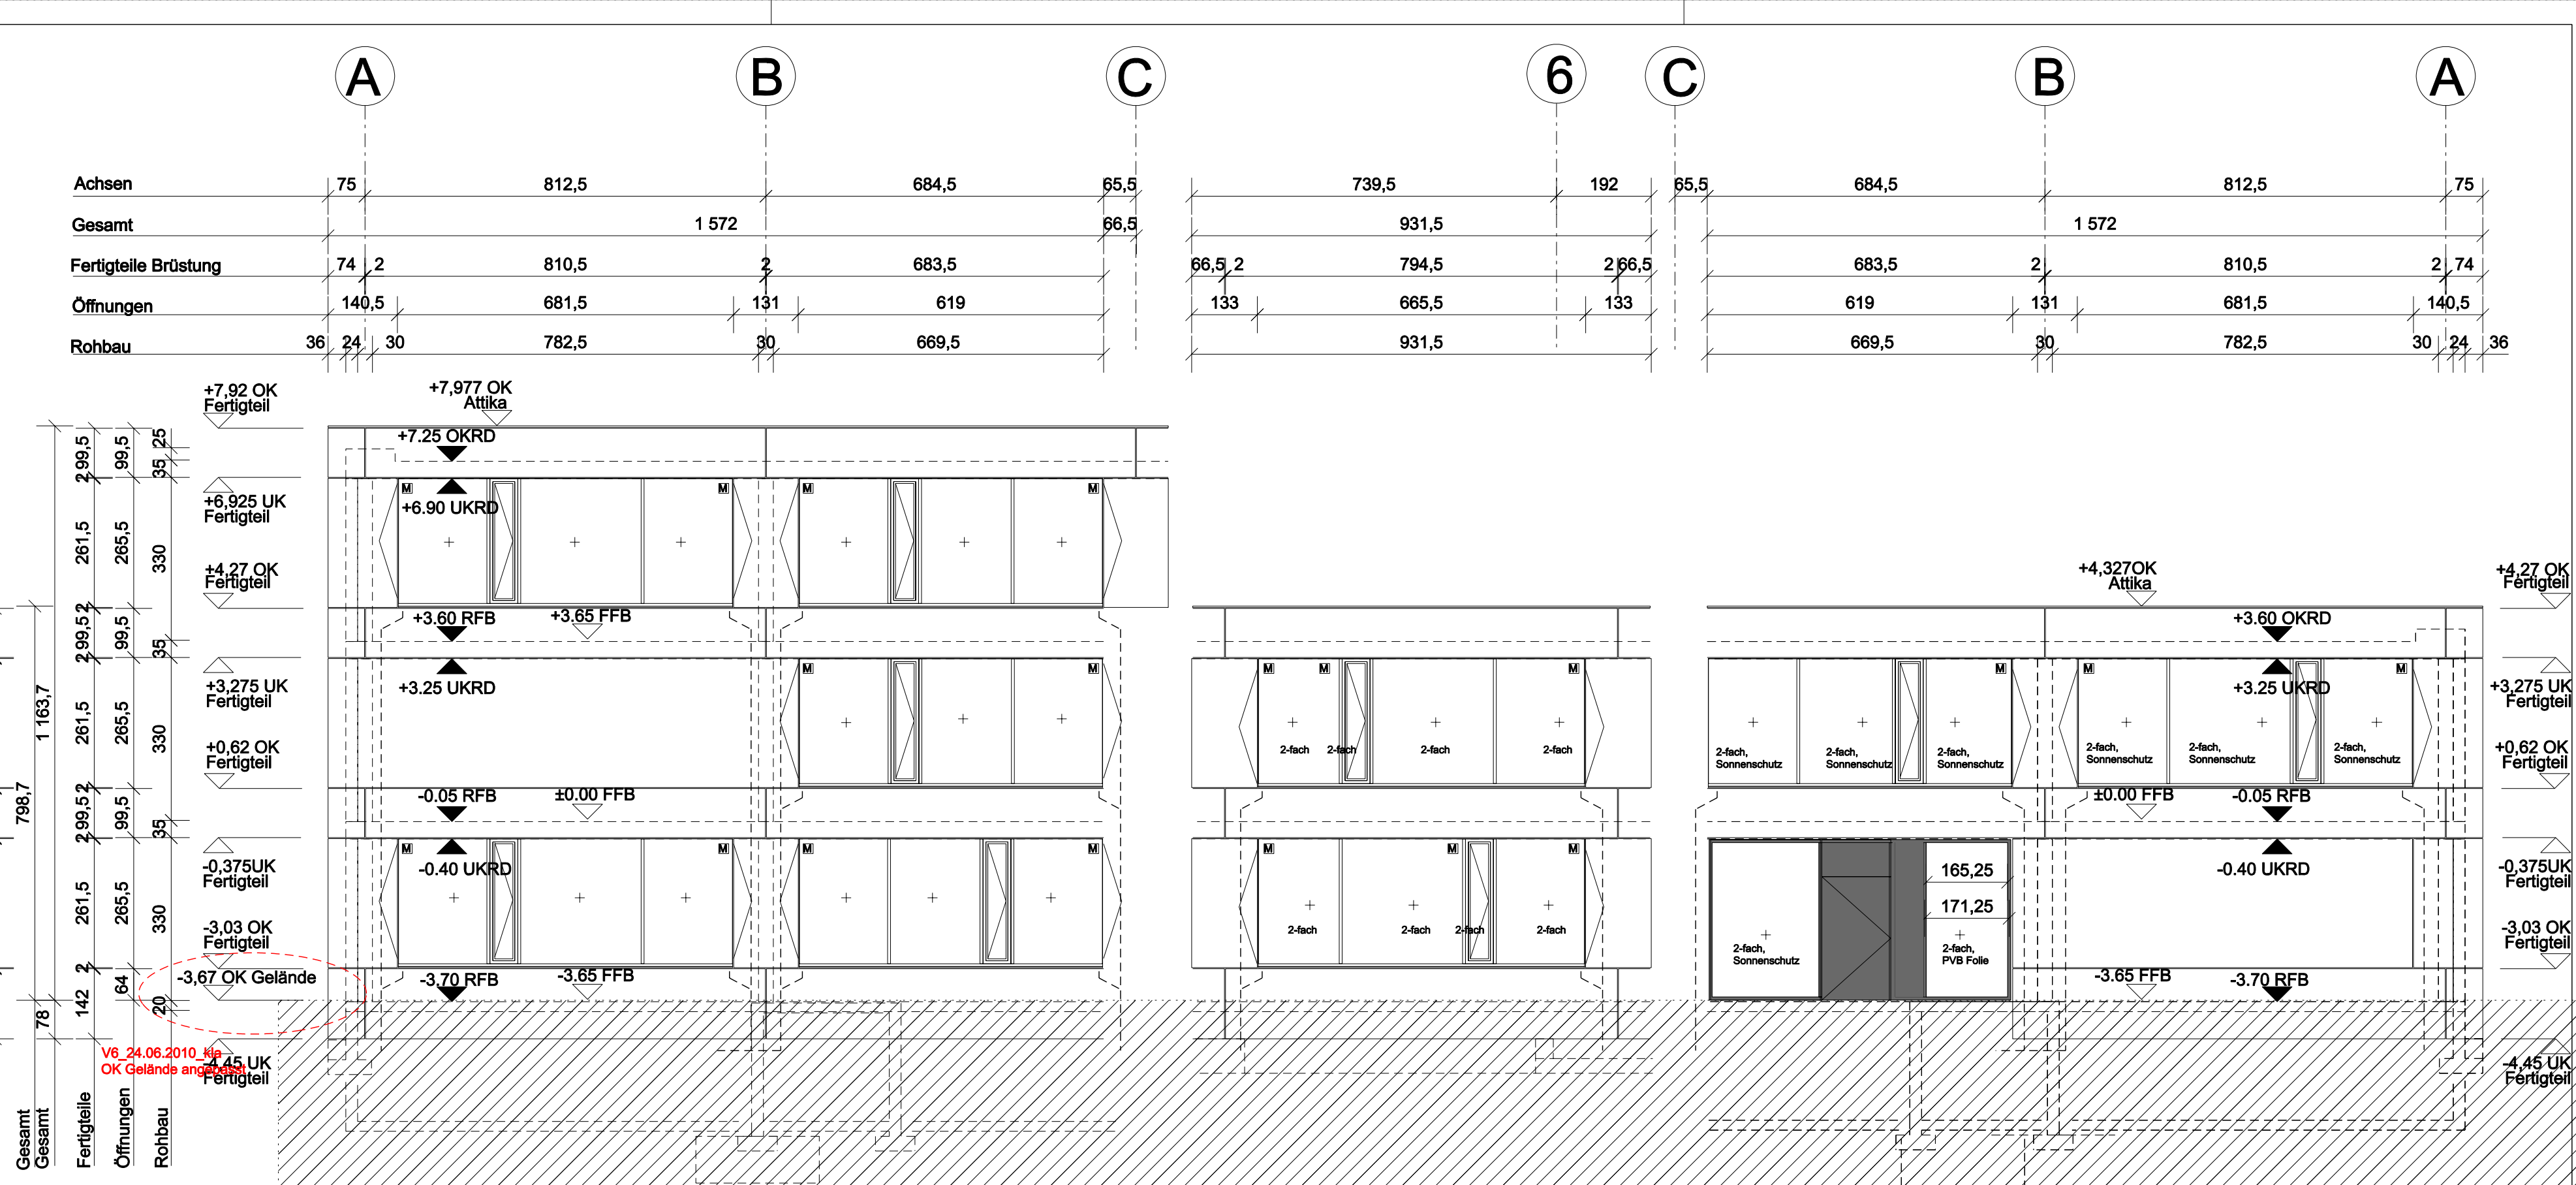 A B C 6 C B A
Achsen 75 812,5 684,5 65,5 739,5 192 65,5 684,5 812,5 75
Gesamt 1 572 66,5 931,5 1 572
Fertigteile Brüstung 74 2 810,5 2 683,5 66,5 2 794,5 2 66,5 683,5 2 810,5 2 74
Öffnungen 140,5 681,5 131 619 133 665,5 133 619 131 681,5 140,5
Rohbau 36 24 30 782,5 30 669,5 931,5 669,5 30 782,5 30 24 36
+7,92 OK
Fertigteil
+7,977 OK
Attika
+7.25 OKRD
+6,925 UK
Fertigteil
+6.90 UKRD
M M M M
+4,27 OK
Fertigteil
+3.60 RFB
+3.65 FFB
+3,275 UK
Fertigteil
+3.25 UKRD
M M
+0,62 OK
Fertigteil
-0.05 RFB
±0.00 FFB
-0,375UK
Fertigteil
-0.40 UKRD
M M M M
-3,03 OK
Fertigteil
-3,67 OK Gelände
-3.70 RFB
-3.65 FFB
V6_24.06.2010_kla
OK Gelände angepasst
-4,45 UK
Fertigteil
Gesamt 798,7
Gesamt 1 163,7 78
Fertigteile 142 2 261,5 2 99,5 2 261,5 2 99,5 2 261,5 2 99,5
Öffnungen 64 265,5 99,5 265,5 99,5 265,5 99,5
Rohbau 20 330 35 330 35 330 35 25
M M M
2-fach 2-fach 2-fach 2-fach
M M M
2-fach 2-fach 2-fach 2-fach
+4,327OK
Attika
+3.60 OKRD
+4,27 OK
Fertigteil
M M M
+3.25 UKRD
+3,275 UK
Fertigteil
2-fach,
Sonnenschutz
2-fach,
Sonnenschutz
2-fach,
Sonnenschutz
2-fach,
Sonnenschutz
2-fach,
Sonnenschutz
2-fach,
Sonnenschutz
+0,62 OK
Fertigteil
±0.00 FFB
-0.05 RFB
-0.40 UKRD
-0,375UK
Fertigteil
165,25
171,25
2-fach,
Sonnenschutz
2-fach,
PVB Folie
-3,03 OK
Fertigteil
-3.65 FFB
-3.70 RFB
-4,45 UK
Fertigteil